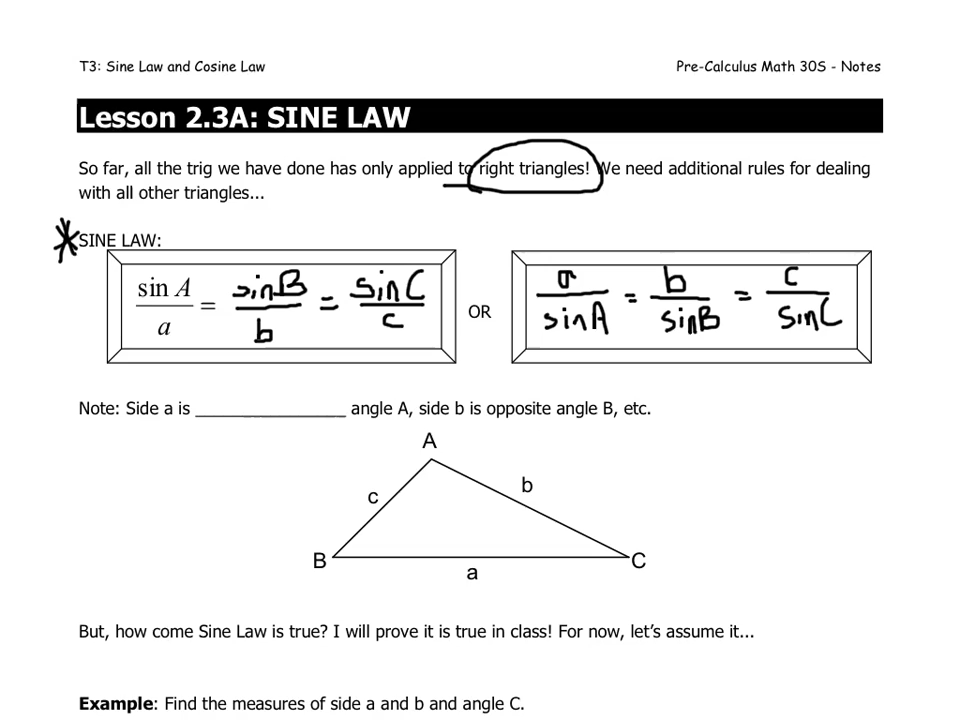 T3: Sine Law and Cosine Law Pre-Calculus Math 30S - Notes
Lesson 2.3A: SINE LAW
So far, all the trig we have done has only applied to right triangles! We need additional rules for dealing
with all other triangles...
SINE LAW:
sin A / a = sinB / b = sinC / c OR a / sinA = b / sinB = c / sinC
Note: Side a is ________________ angle A, side b is opposite angle B, etc.
A
c b
B C
a
But, how come Sine Law is true? I will prove it is true in class! For now, let's assume it...
Example: Find the measures of side a and b and angle C.